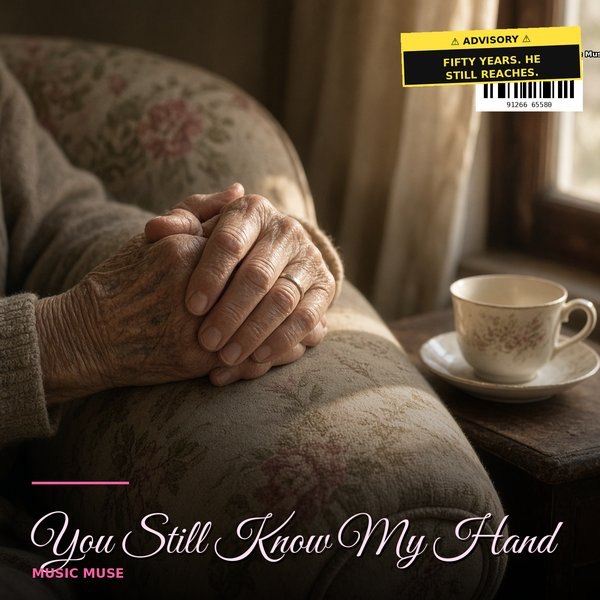 ⚠ ADVISORY ⚠
FIFTY YEARS. HE
STILL REACHES.
91266 65580
You Still Know My Hand
MUSIC MUSE